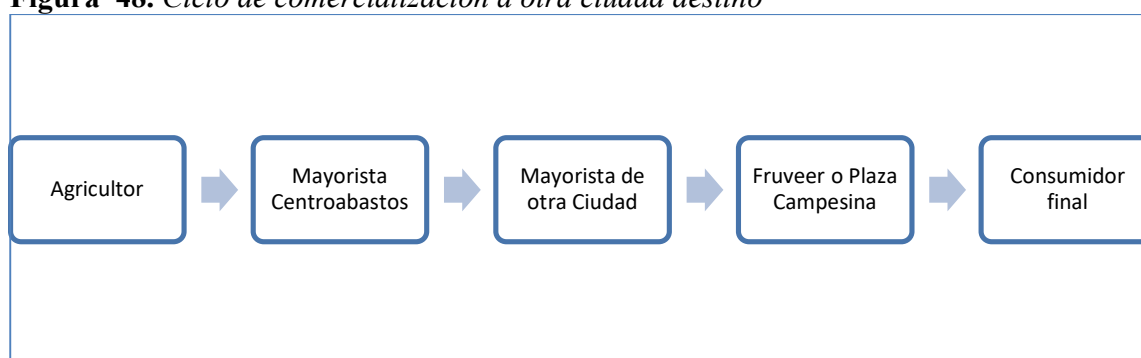 Figura 48. Ciclo de comercialización a otra ciudad destino
Agricultor
Mayorista
Centroabastos
Mayorista de
otra Ciudad
Fruveer o Plaza
Campesina
Consumidor
final